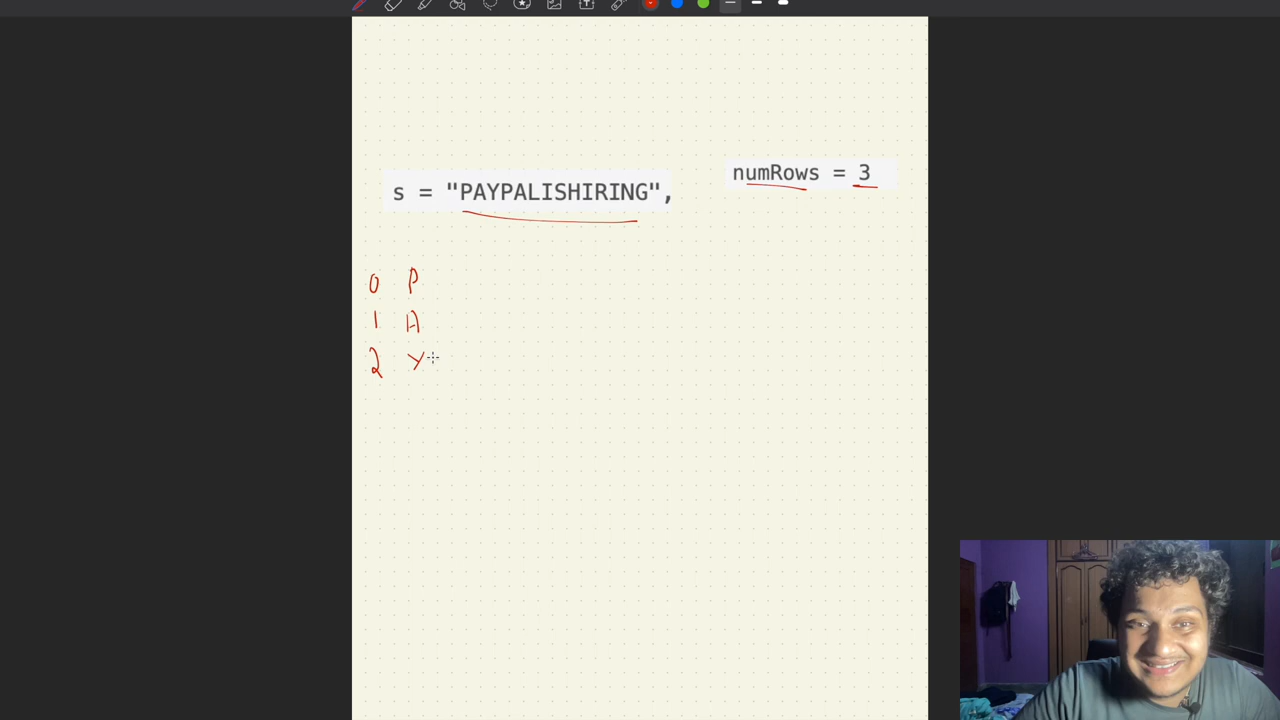 s = "PAYPALISHIRING",
numRows = 3
0 P
1 A
2 Y